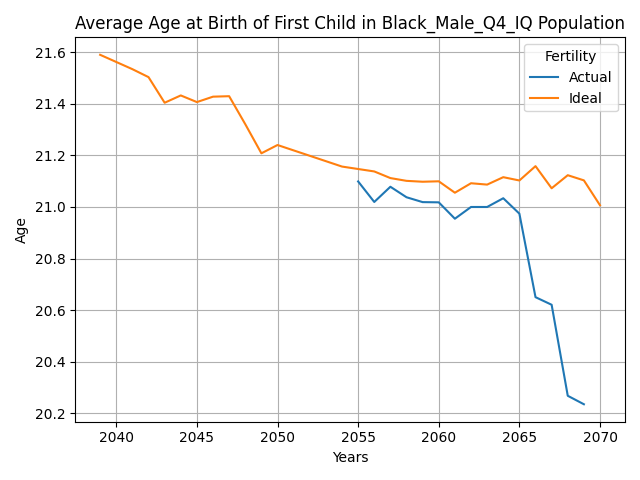 Average Age at Birth of First Child in Black_Male_Q4_IQ Population
Fertility
Actual
Ideal
21.6
21.4
21.2
21.0
20.8
20.6
20.4
20.2
Age
2040 2045 2050 2055 2060 2065 2070
Years